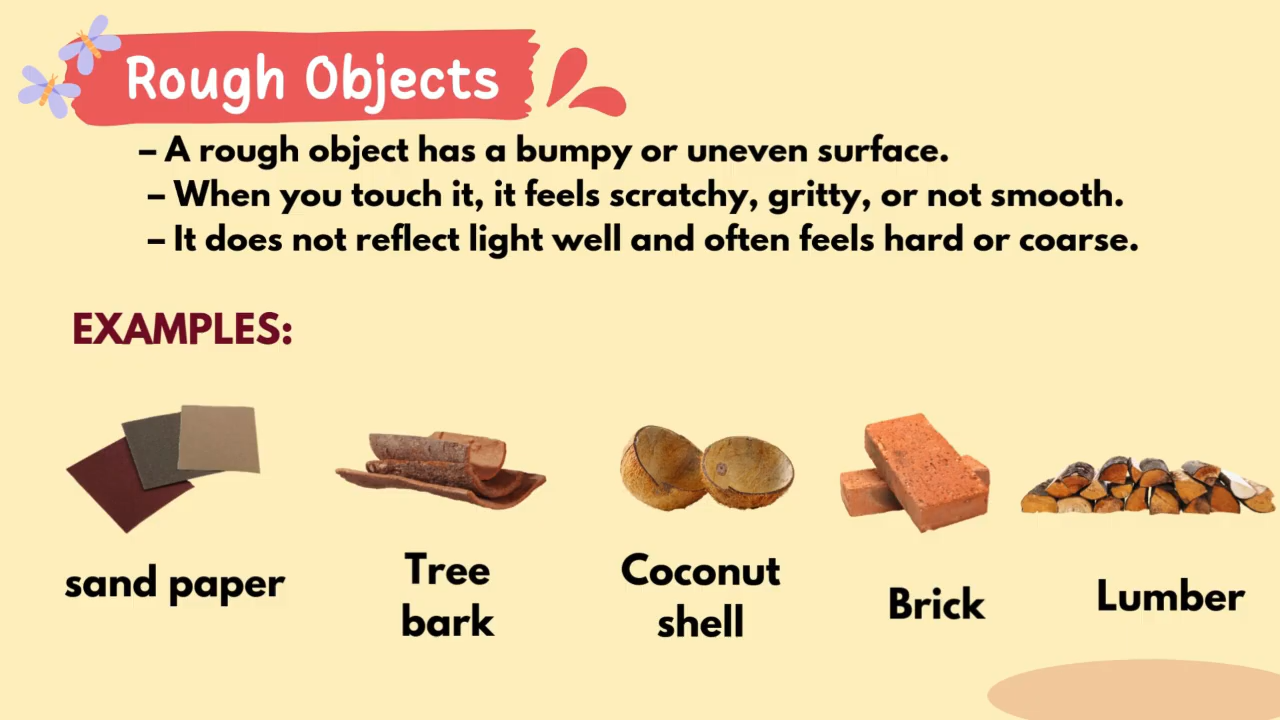 Rough Objects
– A rough object has a bumpy or uneven surface.
– When you touch it, it feels scratchy, gritty, or not smooth.
– It does not reflect light well and often feels hard or coarse.
EXAMPLES:
sand paper
Tree
bark
Coconut
shell
Brick
Lumber